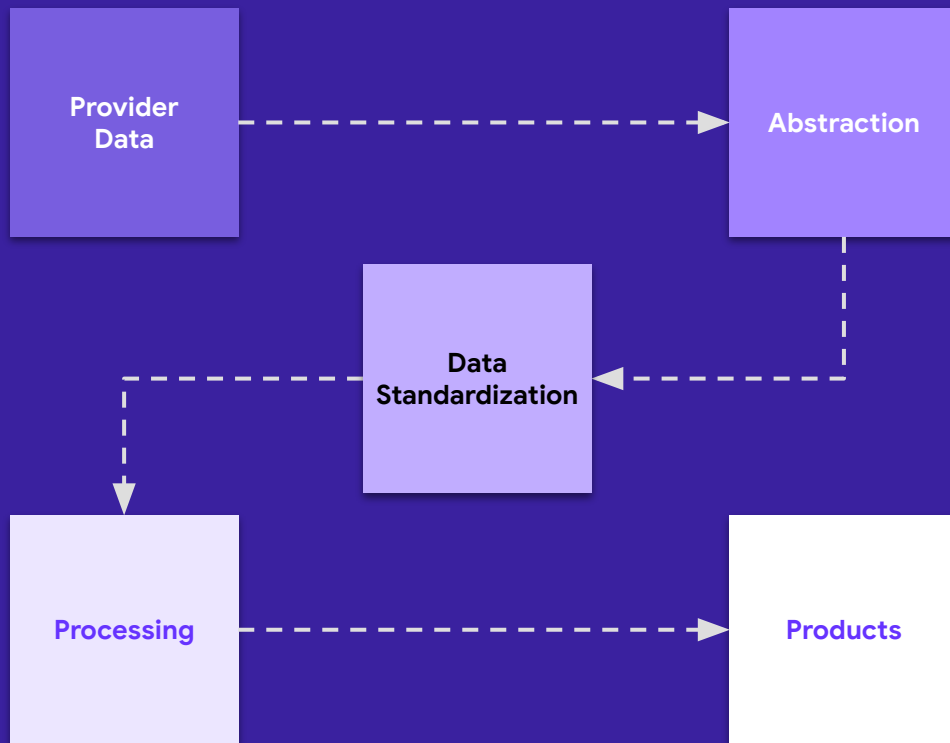 Provider
Data
Abstraction
Data
Standardization
Processing
Products